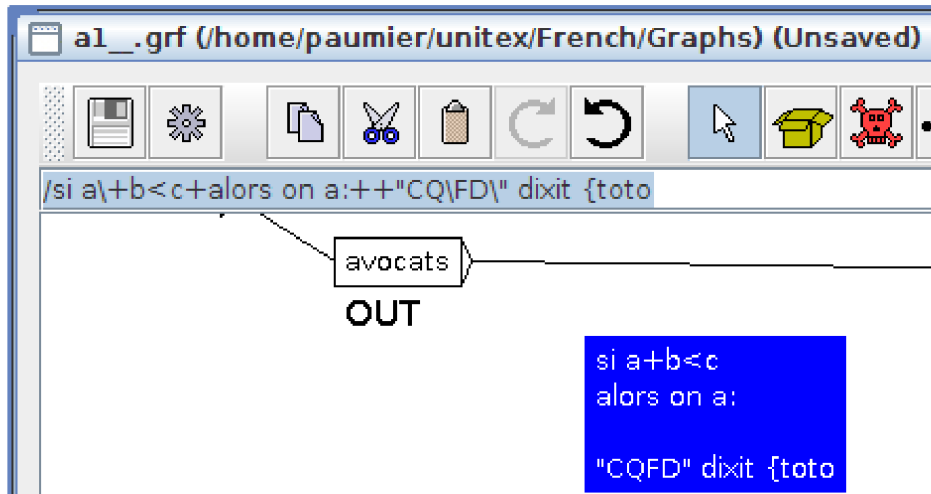 a1__.grf (/home/paumier/unitex/French/Graphs) (Unsaved)
/si a\+b<c+alors on a:++"CQ\FD\" dixit {toto
avocats
OUT
si a+b<c
alors on a:
"CQFD" dixit {toto